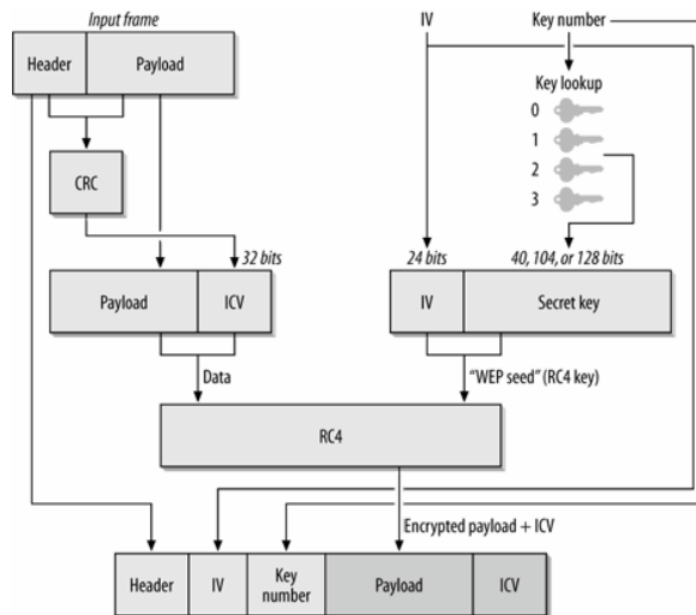 Input frame
IV
Key number
Header
Payload
Key lookup
0
1
2
3
CRC
32 bits
24 bits
40, 104, or 128 bits
Payload
ICV
IV
Secret key
Data
“WEP seed” (RC4 key)
RC4
Encrypted payload + ICV
Header
IV
Key number
Payload
ICV